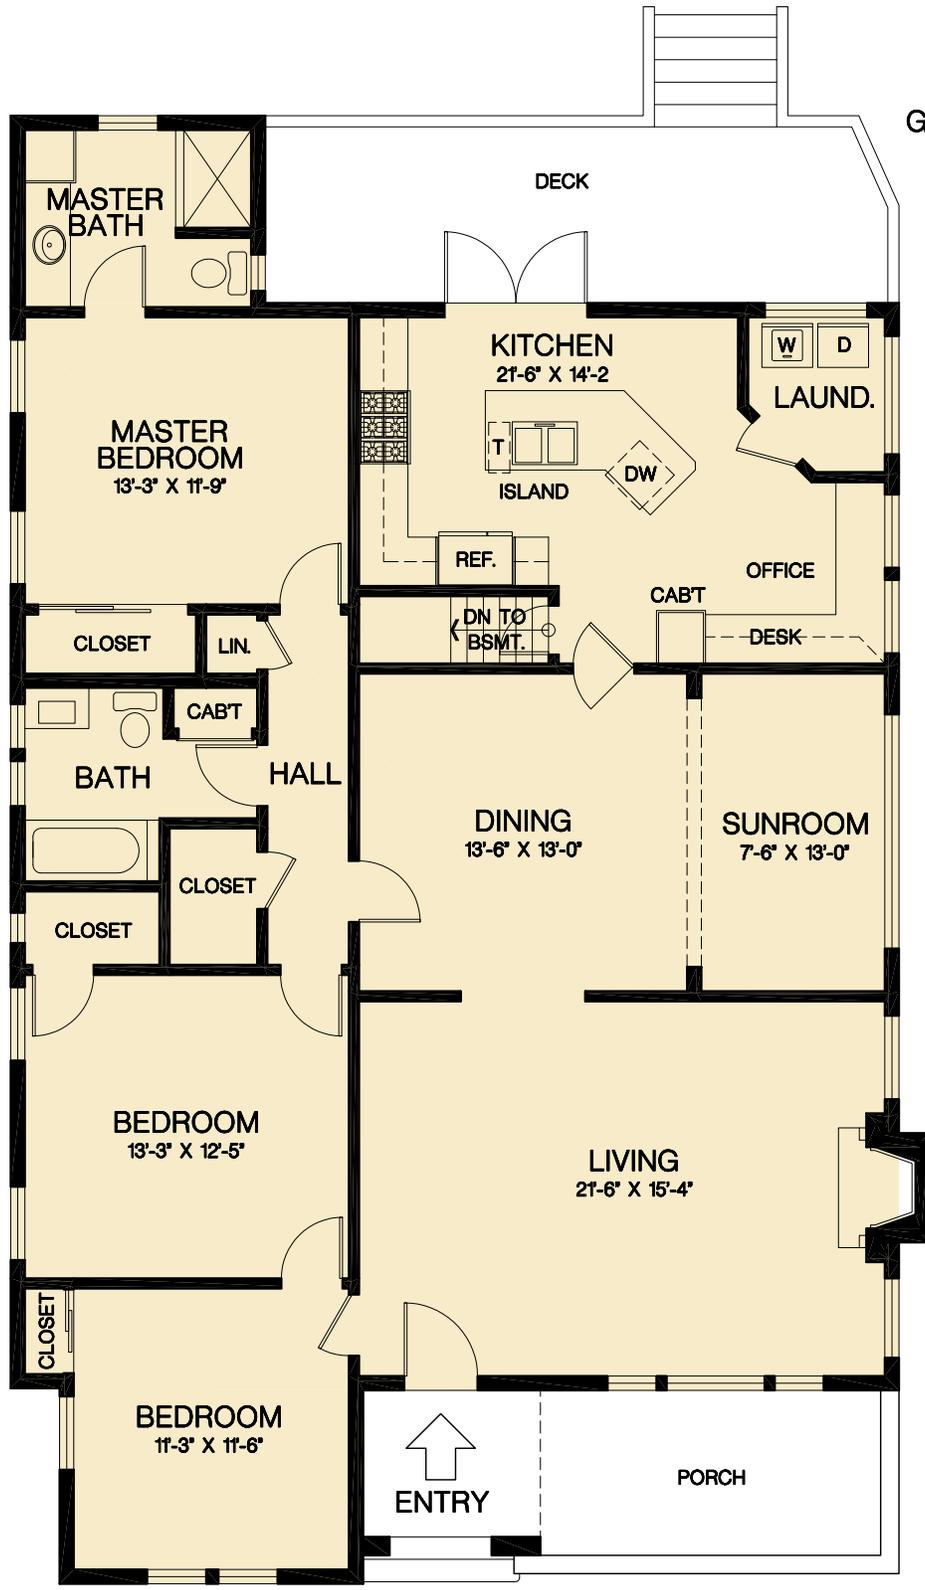 G
DECK
MASTER
BATH
KITCHEN
21'-6" X 14'-2
W
D
LAUND.
MASTER
BEDROOM
13'-3" X 11'-9"
T
DW
ISLAND
REF.
OFFICE
CAB'T
DESK
DN TO
BSMT.
CLOSET
LIN.
CAB'T
BATH
HALL
DINING
13'-6" X 13'-0"
SUNROOM
7'-6" X 13'-0"
CLOSET
CLOSET
BEDROOM
13'-3" X 12'-5"
LIVING
21'-6" X 15'-4"
CLOSET
BEDROOM
11'-3" X 11'-6"
ENTRY
PORCH